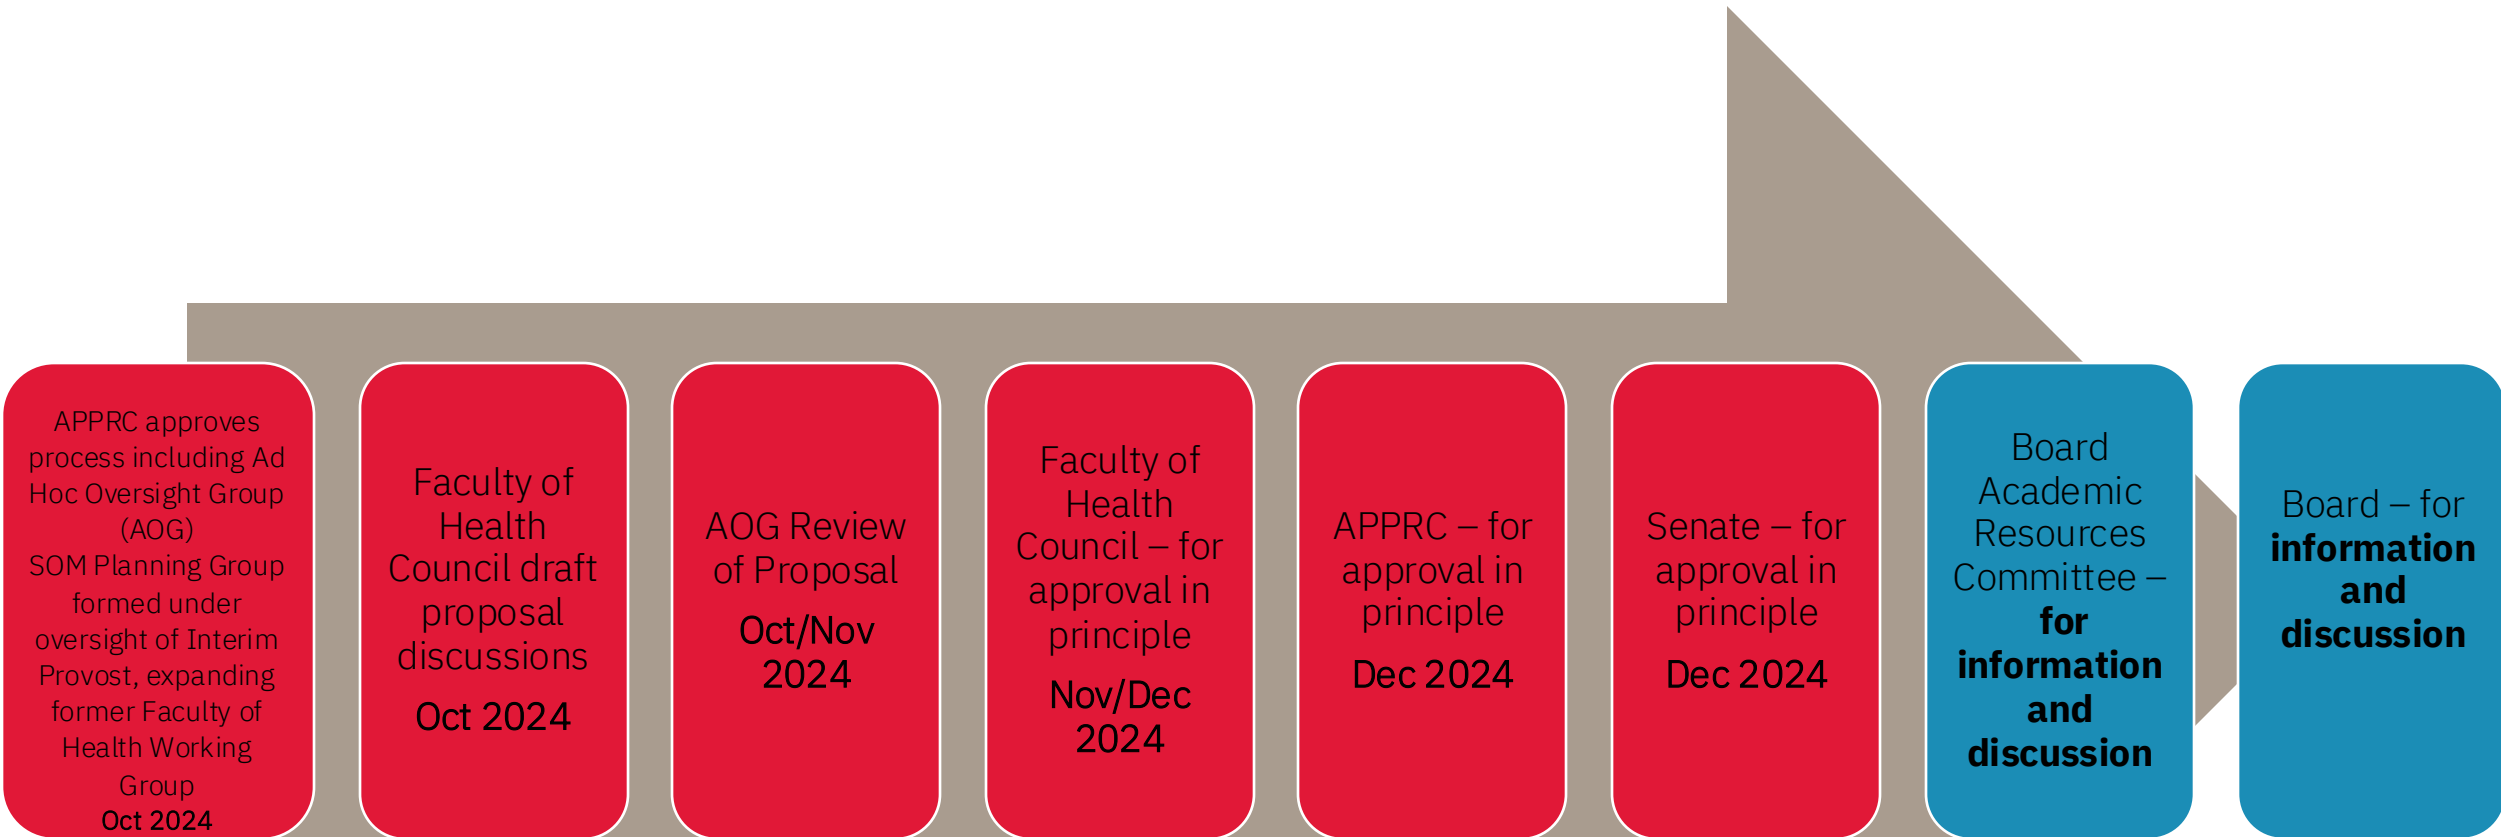 APPRC approves
process including Ad
Hoc Oversight Group
(AOG)
SOM Planning Group
formed under
oversight of Interim
Provost, expanding
former Faculty of
Health Working
Group
Oct 2024
Faculty of
Health
Council draft
proposal
discussions
Oct 2024
AOG Review
of Proposal
Oct/Nov
2024
Faculty of
Health
Council – for
approval in
principle
Nov/Dec
2024
APPRC – for
approval in
principle
Dec 2024
Senate – for
approval in
principle
Dec 2024
Board
Academic
Resources
Committee –
for
information
and
discussion
Board – for
information
and
discussion